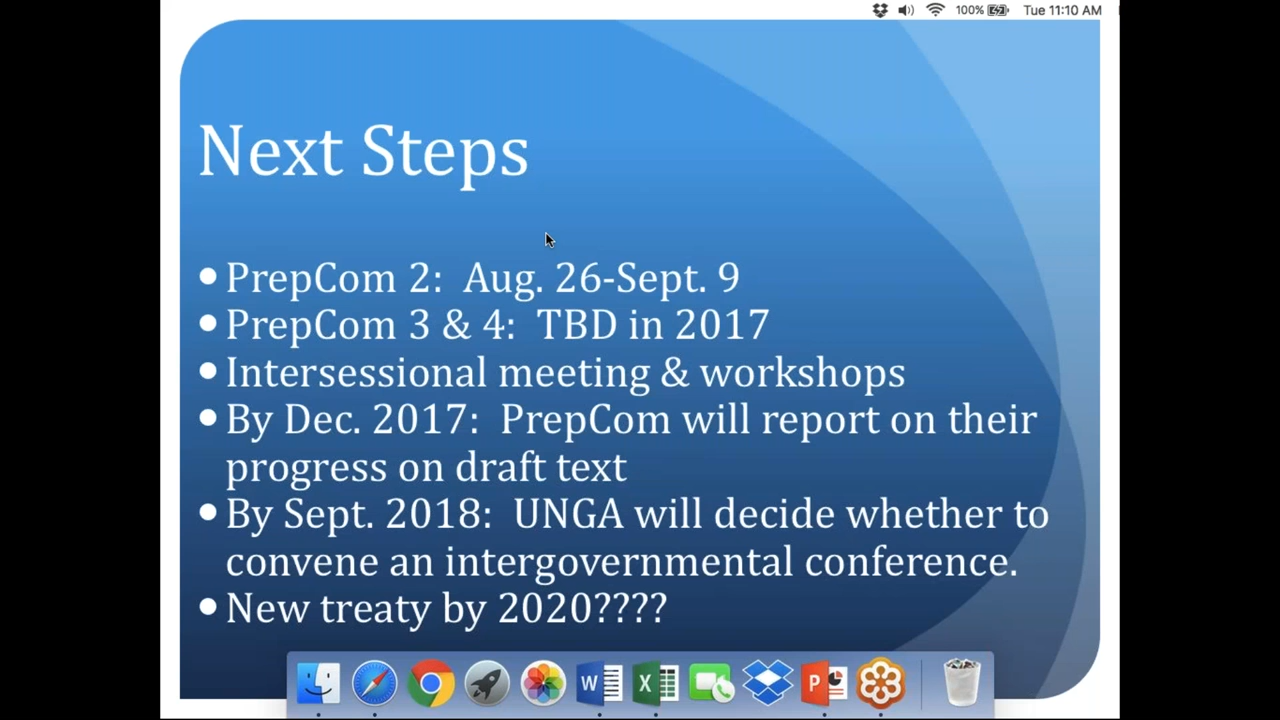 100% Tue 11:10 AM
Next Steps
• PrepCom 2:  Aug. 26-Sept. 9
• PrepCom 3 & 4:  TBD in 2017
• Intersessional meeting & workshops
• By Dec. 2017:  PrepCom will report on their
progress on draft text
• By Sept. 2018:  UNGA will decide whether to
convene an intergovernmental conference.
• New treaty by 2020????
W X P